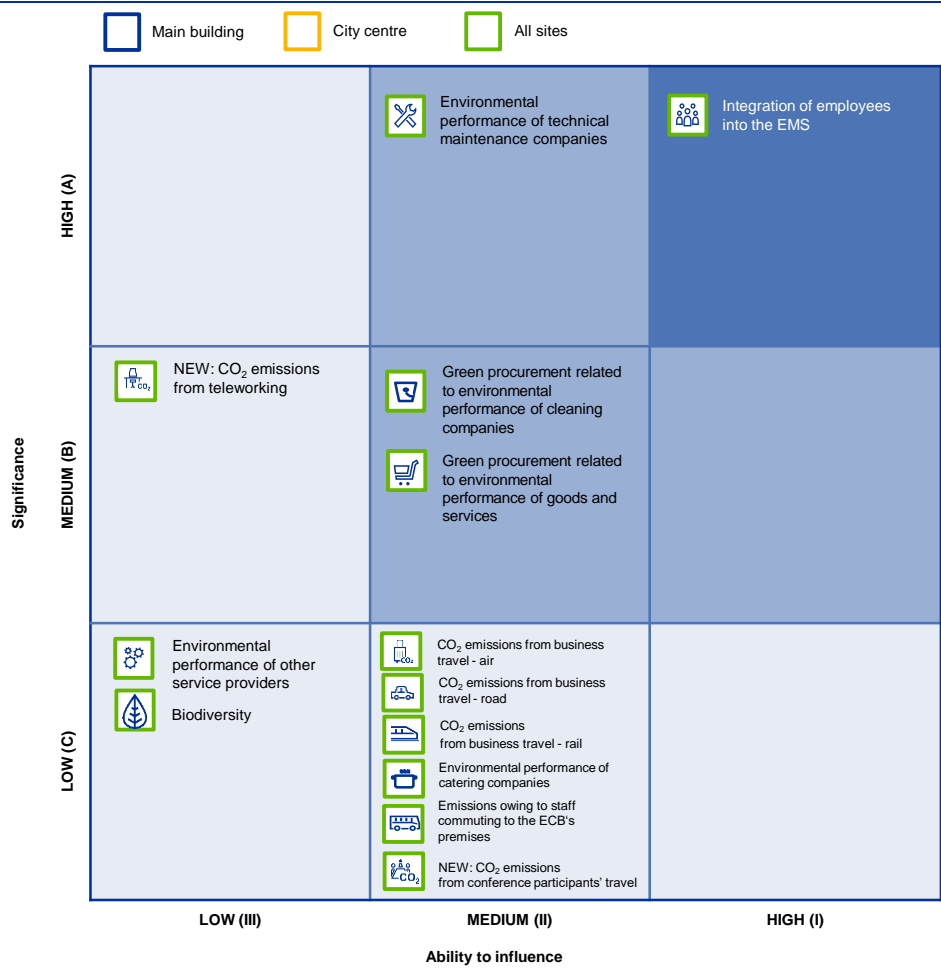 Main building
City centre
All sites
Significance
HIGH (A)
Environmental
performance of technical
maintenance companies
Integration of employees
into the EMS
MEDIUM (B)
NEW: CO₂ emissions
from teleworking
CO₂
Green procurement related
to environmental
performance of cleaning
companies
Green procurement related
to environmental
performance of goods and
services
LOW (C)
Environmental
performance of other
service providers
Biodiversity
CO₂ emissions from business
travel - air
CO₂
CO₂ emissions from business
travel - road
CO₂ emissions
from business travel - rail
Environmental performance of
catering companies
Emissions owing to staff
commuting to the ECB‘s
premises
NEW: CO₂ emissions
from conference participants’ travel
CO₂
LOW (III)
MEDIUM (II)
HIGH (I)
Ability to influence